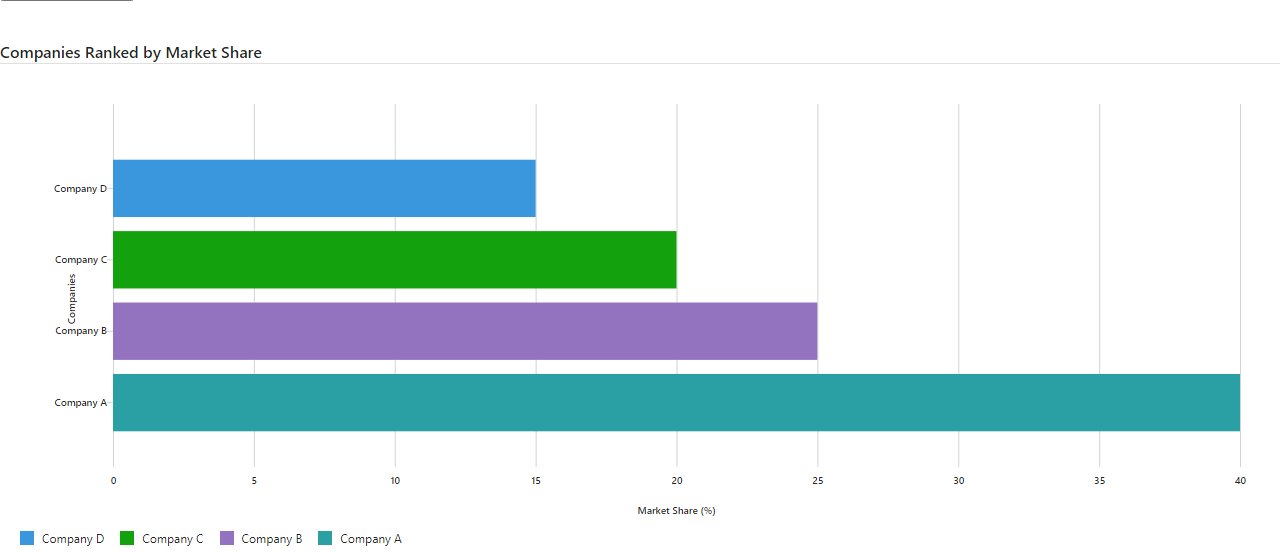 Companies Ranked by Market Share
Company D
Company C
Companies
Company B
Company A
0 5 10 15 20 25 30 35 40
Market Share (%)
Company D Company C Company B Company A